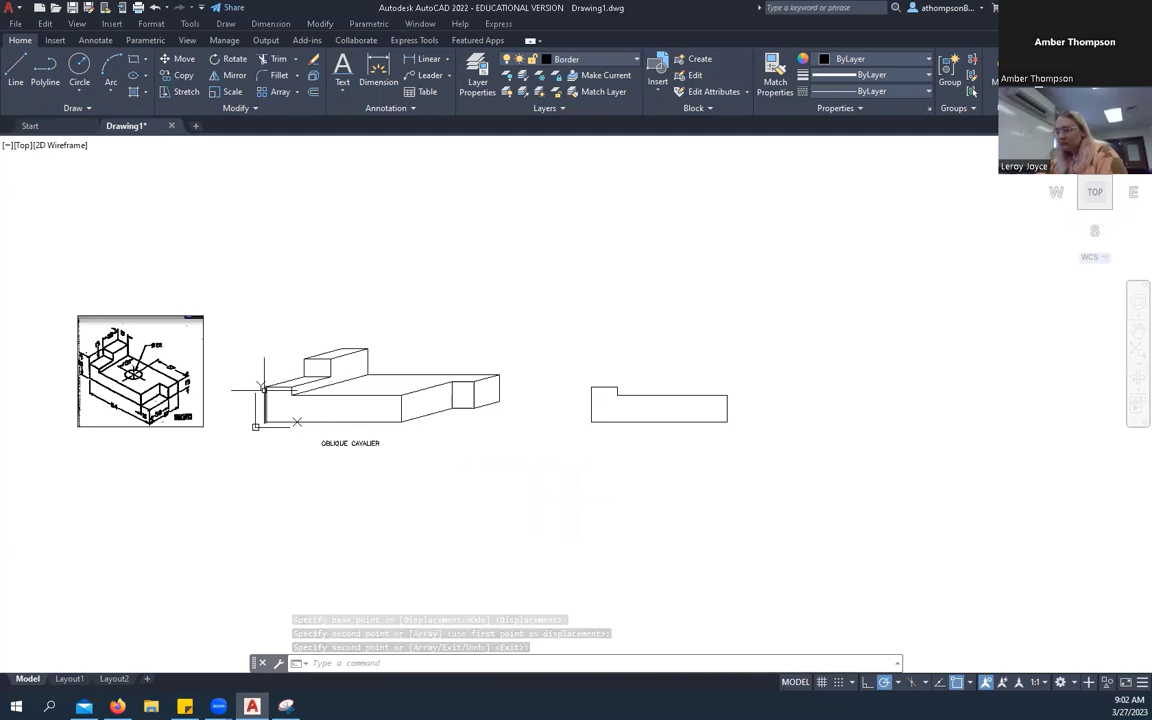 Autodesk AutoCAD 2022 - EDUCATIONAL VERSION Drawing1.dwg
Share
Type a keyword or phrase
athompsonB...
File Edit View Insert Format Tools Draw Dimension Modify Parametric Window Help Express
Home Insert Annotate Parametric View Manage Output Add-ins Collaborate Express Tools Featured Apps
Line Polyline Circle Arc
Move Rotate Trim
Copy Mirror Fillet
Stretch Scale Array
Text Dimension
Linear
Leader
Table
Layer Properties
Border
Make Current
Match Layer
Insert
Create
Edit
Edit Attributes
Match Properties
ByLayer
ByLayer
ByLayer
Group
Draw Modify Annotation Layers Block Properties Groups
Start Drawing1*
[−][Top][2D Wireframe]
Amber Thompson
Amber Thompson
Leroy Joyce
W TOP E
S
WCS
Y
OBLIQUE CAVALIER
Specify base point or [Displacement/mOde] <Displacement>:
Specify second point or [Array] <use first point as displacement>:
Specify second point or [Array/Exit/Undo] <Exit>:
Type a command
Model Layout1 Layout2
MODEL 1:1
9:02 AM
3/27/2023